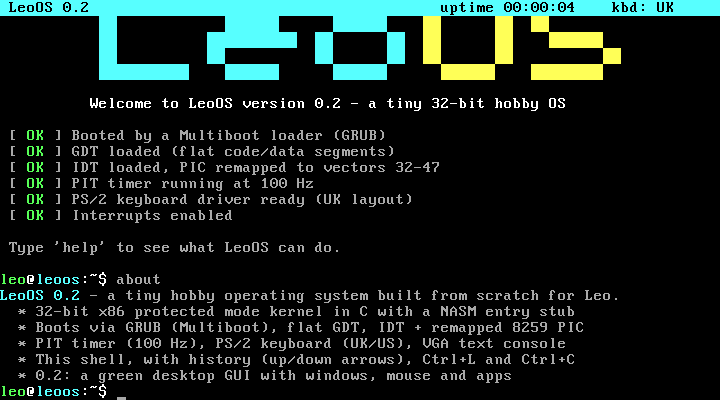 LeoOS 0.2 uptime 00:00:04 kbd: UK
LeoOS
Welcome to LeoOS version 0.2 - a tiny 32-bit hobby OS
[ OK ] Booted by a Multiboot loader (GRUB)
[ OK ] GDT loaded (flat code/data segments)
[ OK ] IDT loaded, PIC remapped to vectors 32-47
[ OK ] PIT timer running at 100 Hz
[ OK ] PS/2 keyboard driver ready (UK layout)
[ OK ] Interrupts enabled
Type 'help' to see what LeoOS can do.
leo@leoos:~$ about
LeoOS 0.2 - a tiny hobby operating system built from scratch for Leo.
* 32-bit x86 protected mode kernel in C with a NASM entry stub
* Boots via GRUB (Multiboot), flat GDT, IDT + remapped 8259 PIC
* PIT timer (100 Hz), PS/2 keyboard (UK/US), VGA text console
* This shell, with history (up/down arrows), Ctrl+L and Ctrl+C
* 0.2: a green desktop GUI with windows, mouse and apps
leo@leoos:~$ _